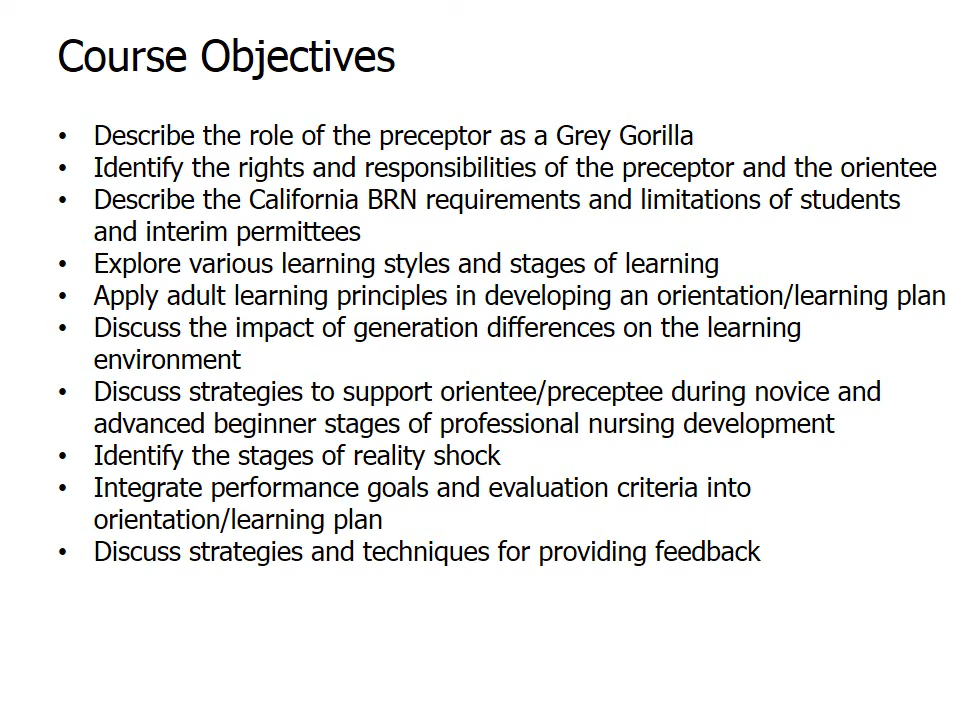 Course Objectives
• Describe the role of the preceptor as a Grey Gorilla
• Identify the rights and responsibilities of the preceptor and the orientee
• Describe the California BRN requirements and limitations of students
and interim permittees
• Explore various learning styles and stages of learning
• Apply adult learning principles in developing an orientation/learning plan
• Discuss the impact of generation differences on the learning
environment
• Discuss strategies to support orientee/preceptee during novice and
advanced beginner stages of professional nursing development
• Identify the stages of reality shock
• Integrate performance goals and evaluation criteria into
orientation/learning plan
• Discuss strategies and techniques for providing feedback